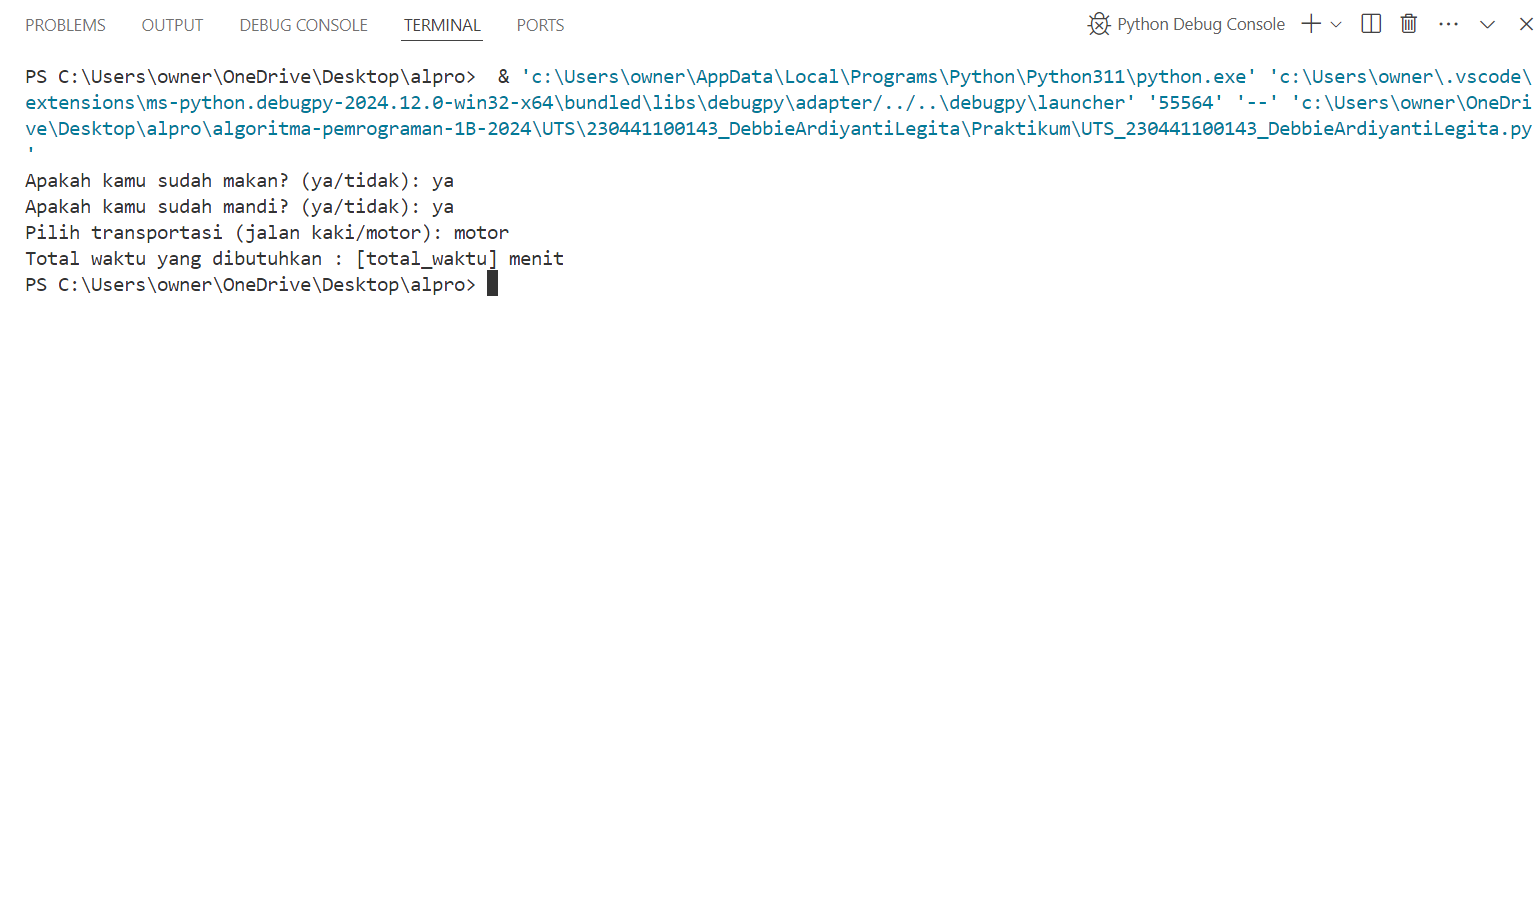 PROBLEMS OUTPUT DEBUG CONSOLE TERMINAL PORTS Python Debug Console
PS C:\Users\owner\OneDrive\Desktop\alpro>  & 'c:\Users\owner\AppData\Local\Programs\Python\Python311\python.exe' 'c:\Users\owner\.vscode\
extensions\ms-python.debugpy-2024.12.0-win32-x64\bundled\libs\debugpy\adapter/../..\debugpy\launcher' '55564' '--' 'c:\Users\owner\OneDri
ve\Desktop\alpro\algoritma-pemrograman-1B-2024\UTS\230441100143_DebbieArdiyantiLegita\Praktikum\UTS_230441100143_DebbieArdiyantiLegita.py
'
Apakah kamu sudah makan? (ya/tidak): ya
Apakah kamu sudah mandi? (ya/tidak): ya
Pilih transportasi (jalan kaki/motor): motor
Total waktu yang dibutuhkan : [total_waktu] menit
PS C:\Users\owner\OneDrive\Desktop\alpro>